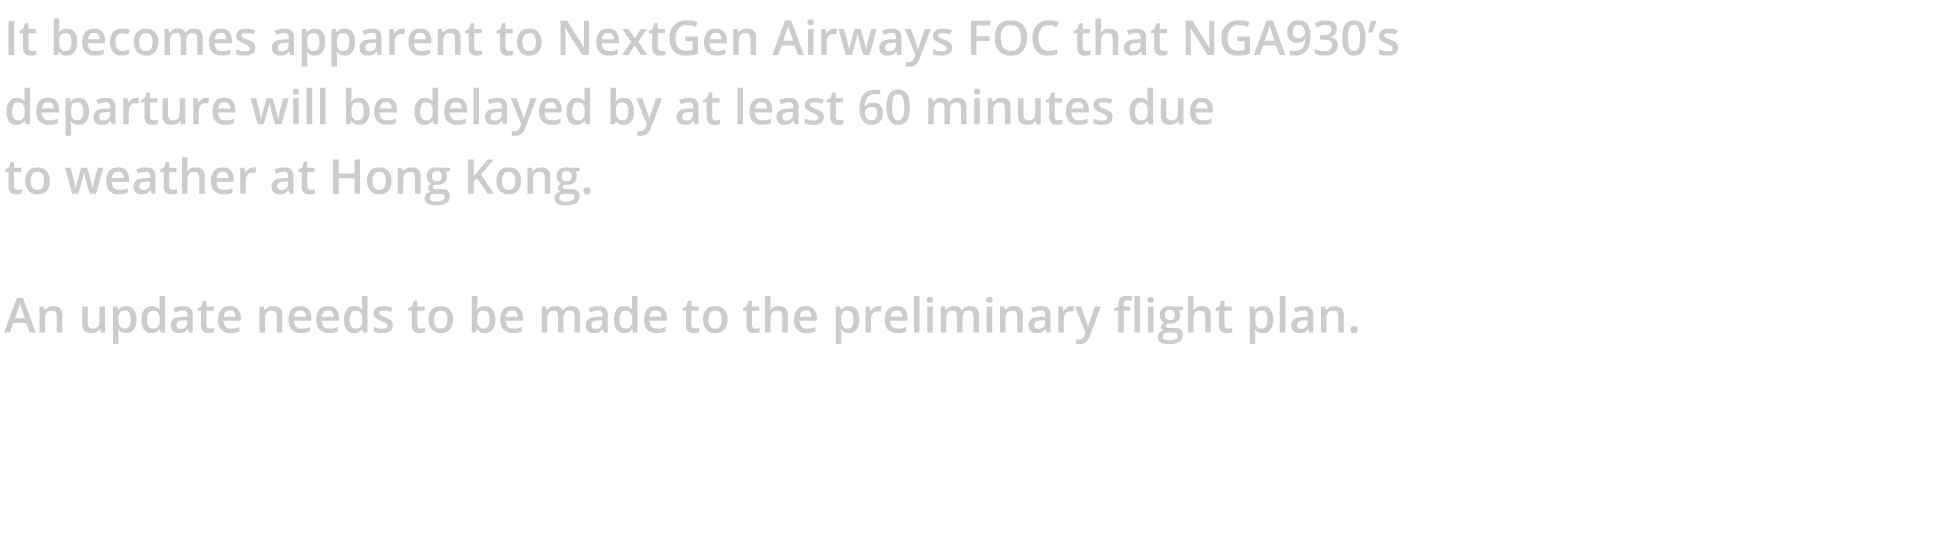 It becomes apparent to NextGen Airways FOC that NGA930’s
departure will be delayed by at least 60 minutes due
to weather at Hong Kong.
An update needs to be made to the preliminary flight plan.